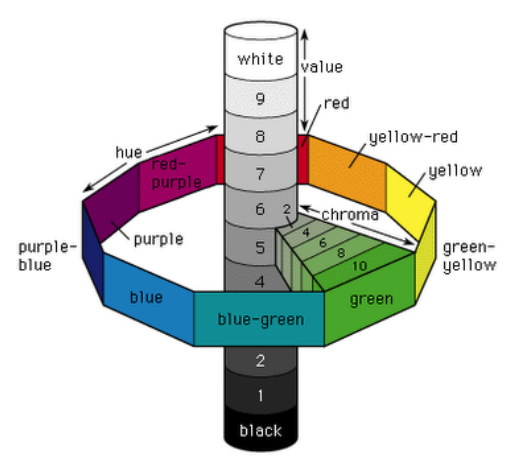 white
value
9
red
8
yellow-red
hue
red-
purple
7
yellow
6
2
chroma
4
6
8
10
purple
purple-
blue
5
green-
yellow
4
blue
green
blue-green
2
1
black